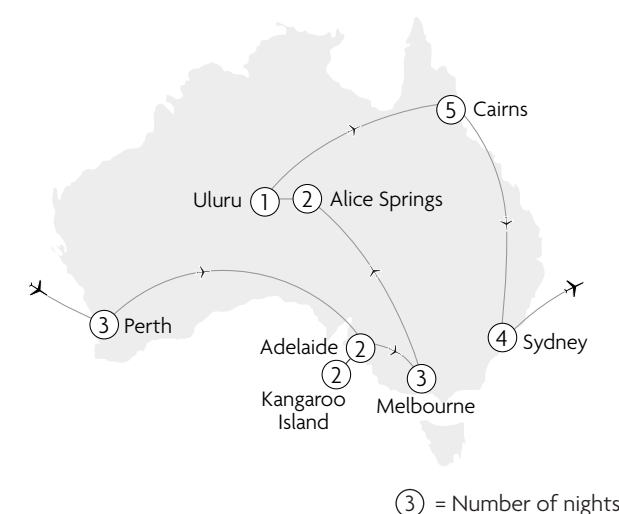 5 Cairns
Uluru 1 2 Alice Springs
3 Perth
4 Sydney
Adelaide 2
2
Kangaroo
Island
3
Melbourne
3 = Number of nights